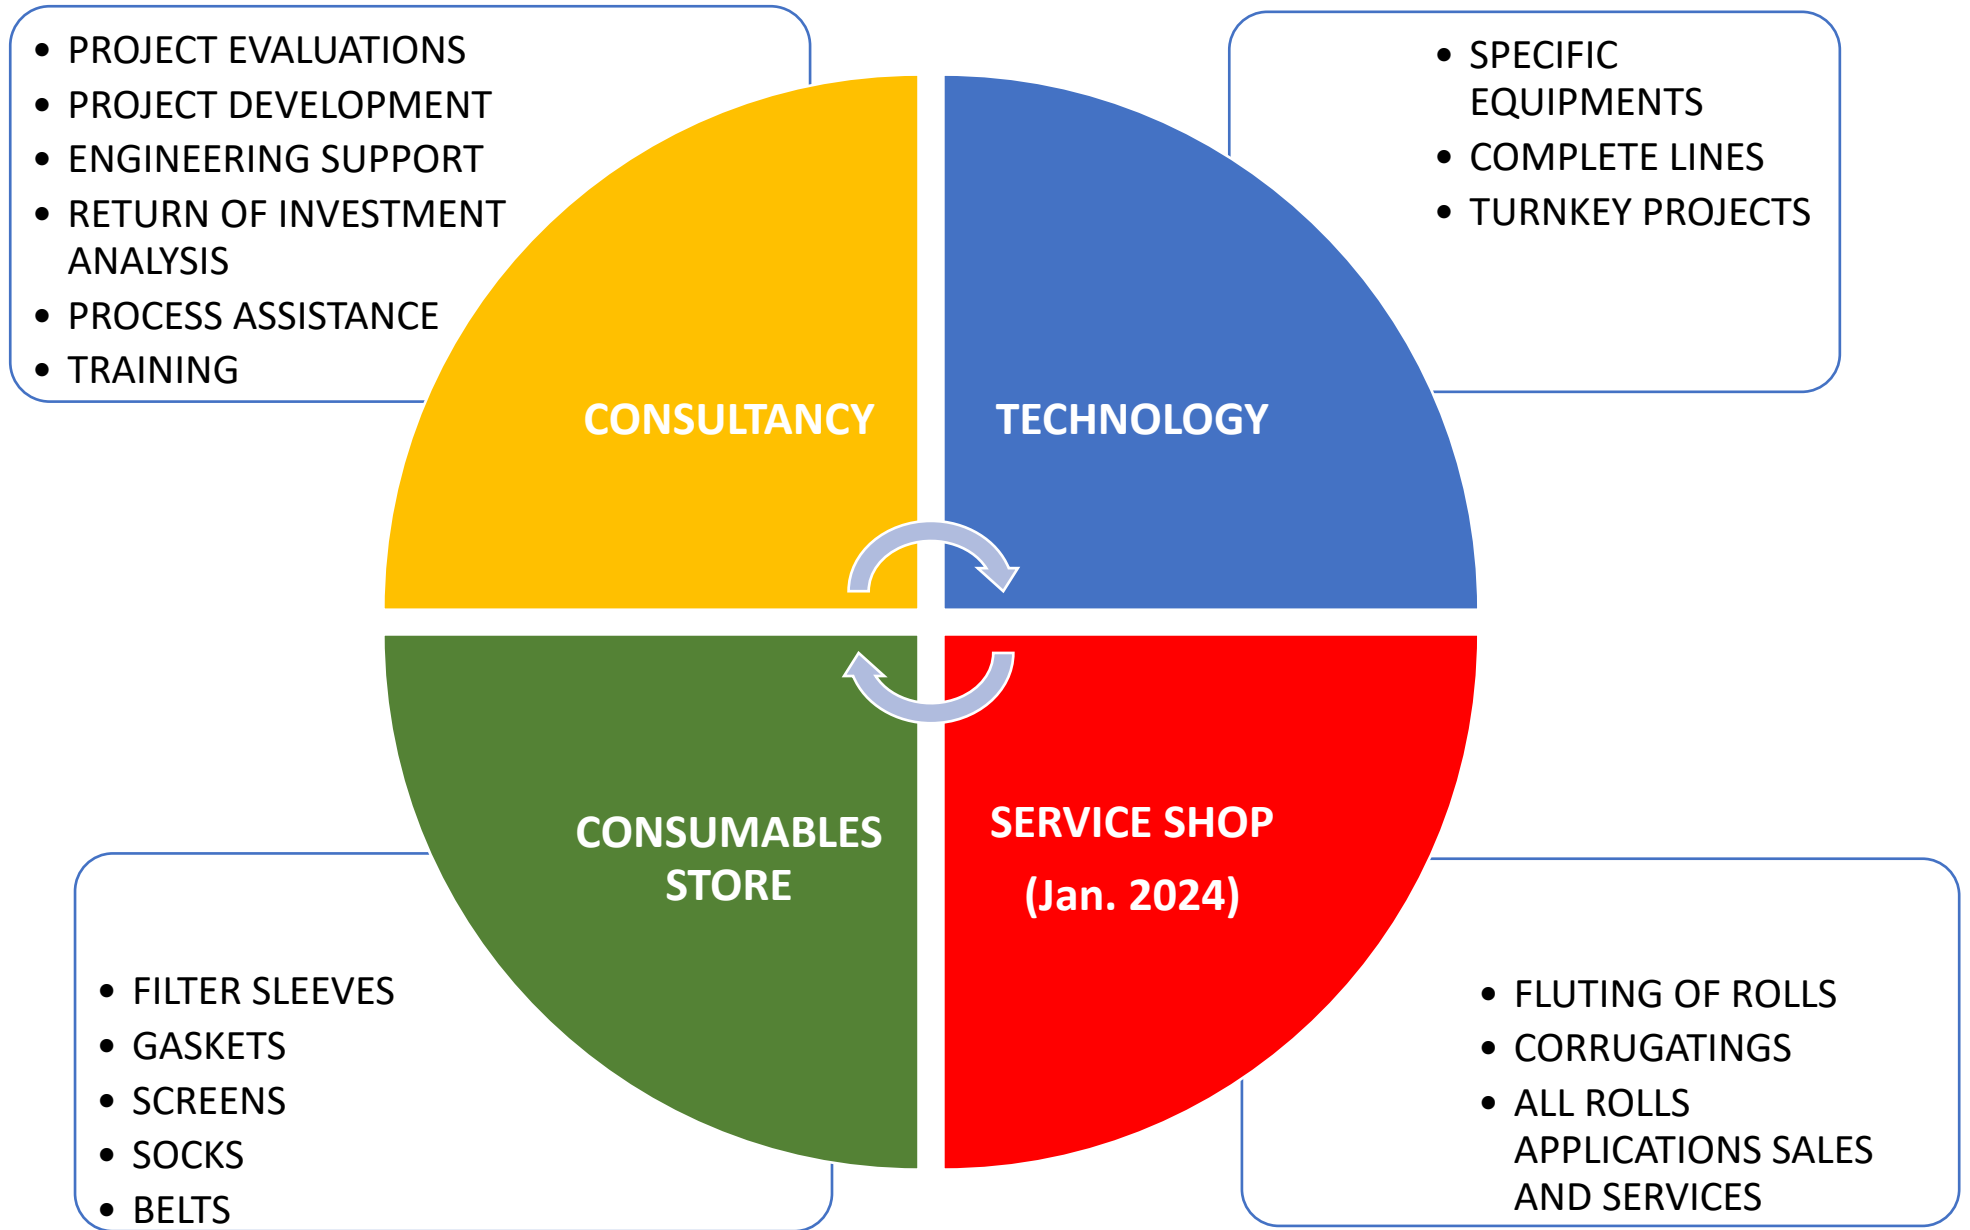 • PROJECT EVALUATIONS
• PROJECT DEVELOPMENT
• ENGINEERING SUPPORT
• RETURN OF INVESTMENT
ANALYSIS
• PROCESS ASSISTANCE
• TRAINING
• SPECIFIC
EQUIPMENTS
• COMPLETE LINES
• TURNKEY PROJECTS
CONSULTANCY
TECHNOLOGY
CONSUMABLES
STORE
SERVICE SHOP
(Jan. 2024)
• FILTER SLEEVES
• GASKETS
• SCREENS
• SOCKS
• BELTS
• FLUTING OF ROLLS
• CORRUGATINGS
• ALL ROLLS
APPLICATIONS SALES
AND SERVICES